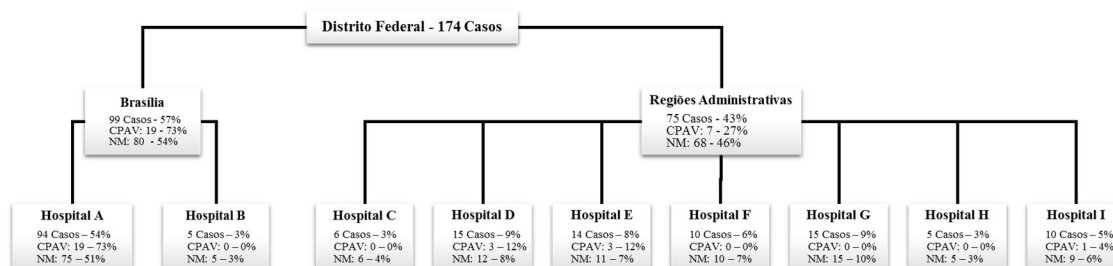 Distrito Federal - 174 Casos
Brasília
99 Casos - 57%
CPAV: 19 - 73%
NM: 80 - 54%
Regiões Administrativas
75 Casos - 43%
CPAV: 7 - 27%
NM: 68 - 46%
Hospital A
94 Casos – 54%
CPAV: 19 – 73%
NM: 75 – 51%
Hospital B
5 Casos – 3%
CPAV: 0 – 0%
NM: 5 – 3%
Hospital C
6 Casos – 3%
CPAV: 0 – 0%
NM: 6 – 4%
Hospital D
15 Casos – 9%
CPAV: 3 – 12%
NM: 12 – 8%
Hospital E
14 Casos – 8%
CPAV: 3 – 12%
NM: 11 – 7%
Hospital F
10 Casos – 6%
CPAV: 0 – 0%
NM: 10 – 7%
Hospital G
15 Casos – 9%
CPAV: 0 – 0%
NM: 15 – 10%
Hospital H
5 Casos – 3%
CPAV: 0 – 0%
NM: 5 – 3%
Hospital I
10 Casos – 5%
CPAV: 1 – 4%
NM: 9 – 6%